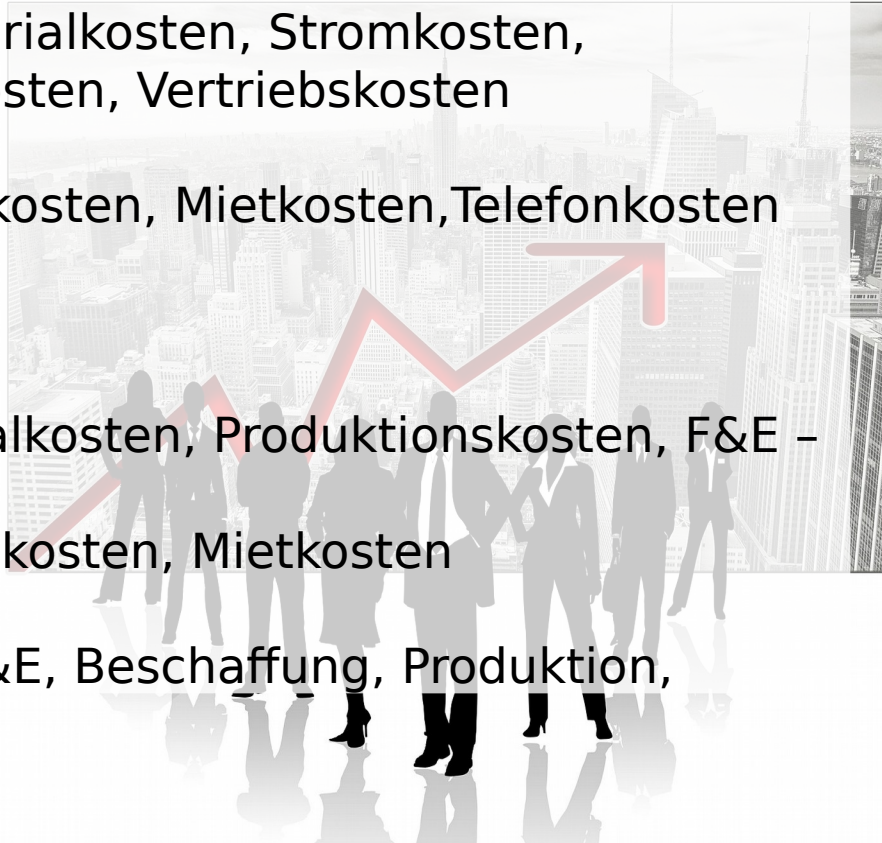 rialkosten, Stromkosten,
sten, Vertriebskosten
kosten, Mietkosten,Telefonkosten
alkosten, Produktionskosten, F&E –
kosten, Mietkosten
&E, Beschaffung, Produktion,